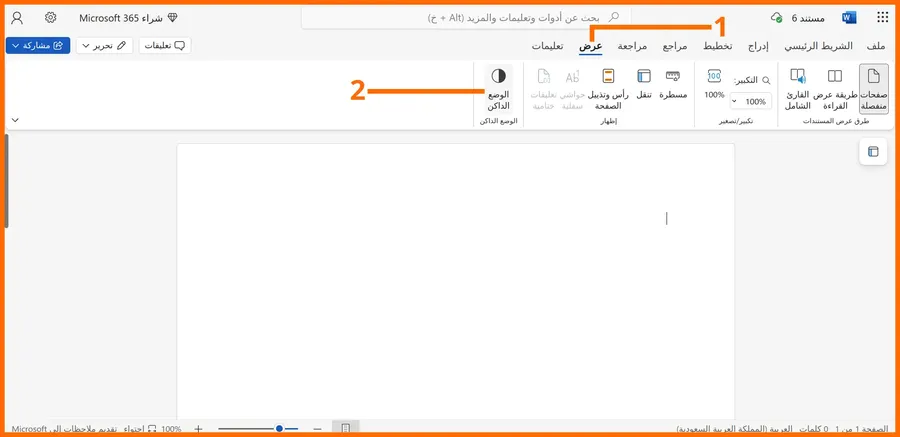 مستند 6
بحث عن أدوات وتعليمات والمزيد (Alt + خ)
شراء Microsoft 365
1
ملف
الشريط الرئيسي
إدراج
تخطيط
مراجع
مراجعة
عرض
تعليمات
تعليقات
تحرير
مشاركة
صفحات منفصلة
طريقة عرض القراءة
القارئ الشامل
طرق عرض المستندات
التكبير:
100%
100%
تكبير/تصغير
مسطرة
تنقل
رأس وتذييل الصفحة
حواشي سفلية
تعليقات ختامية
إظهار
الوضع الداكن
الوضع الداكن
2
الصفحة 1 من 1
0 كلمات
العربية (المملكة العربية السعودية)
100%
احتواء
تقديم ملاحظات إلى Microsoft